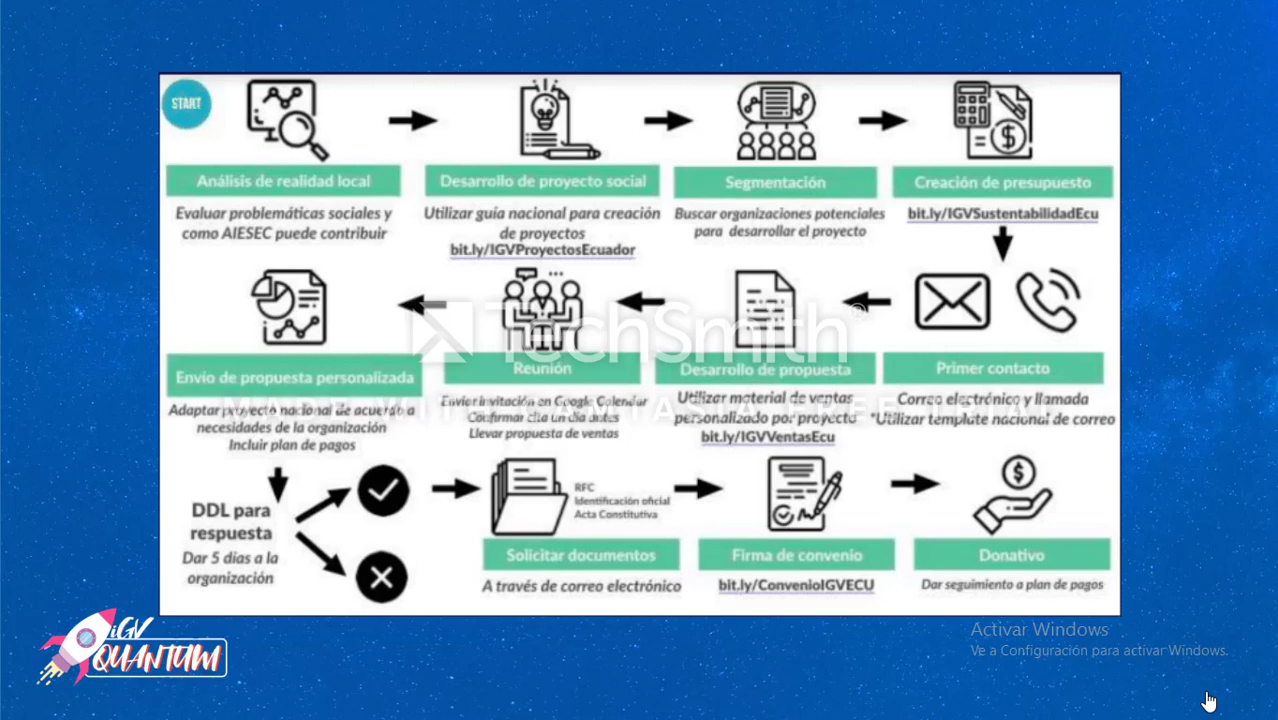 START
Análisis de realidad local
Evaluar problemáticas sociales y
como AIESEC puede contribuir
Desarrollo de proyecto social
Utilizar guía nacional para creación
de proyectos
bit.ly/IGVProyectosEcuador
Segmentación
Buscar organizaciones potenciales
para desarrollar el proyecto
Creación de presupuesto
bit.ly/IGVSustentabilidadEcu
Primer contacto
Correo electrónico y llamada
*Utilizar template nacional de correo
Desarrollo de propuesta
Utilizar material de ventas
personalizado por proyecto
bit.ly/IGVVentasEcu
Reunión
Enviar invitación en Google Calendar
Confirmar cita un día antes
Llevar propuesta de ventas
Envío de propuesta personalizada
Adaptar proyecto nacional de acuerdo a
necesidades de la organización
Incluir plan de pagos
TechSmith®
MADE WITH CAMTASIA FREE TRIAL
DDL para
respuesta
Dar 5 días a la
organización
RFC
Identificación oficial
Acta Constitutiva
Solicitar documentos
A través de correo electrónico
Firma de convenio
bit.ly/ConvenioIGVECU
Donativo
Dar seguimiento a plan de pagos
iGV
QUANTUM
Activar Windows
Ve a Configuración para activar Windows.